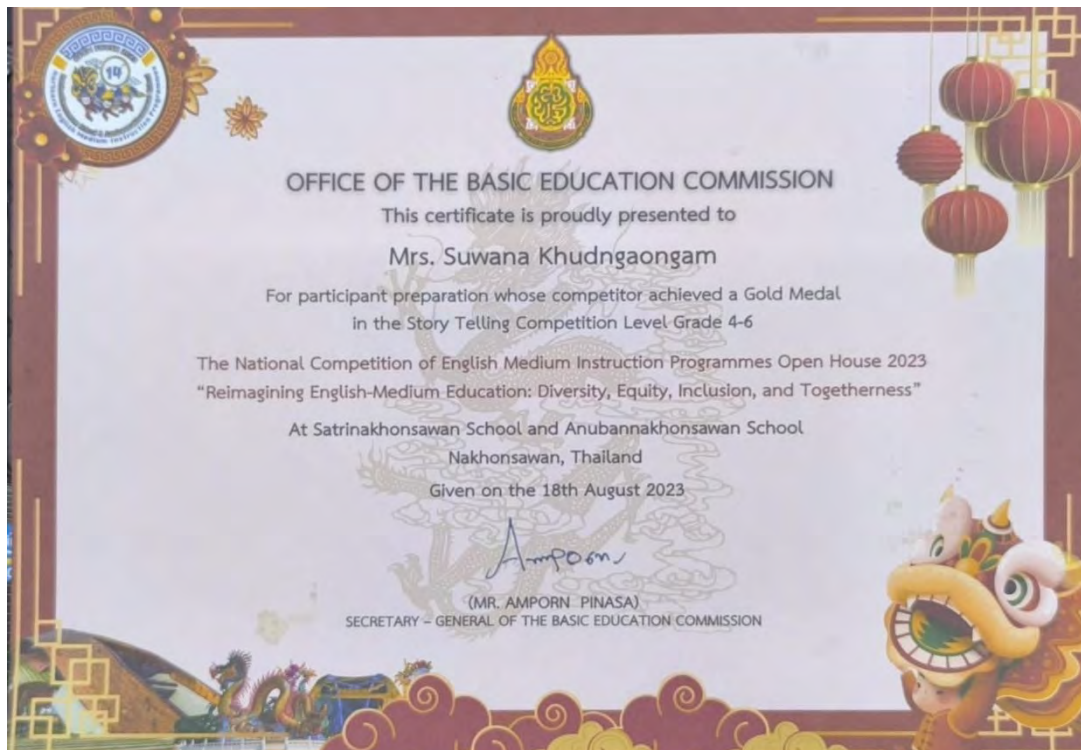 14
OFFICE OF THE BASIC EDUCATION COMMISSION
This certificate is proudly presented to
Mrs. Suwana Khudngaongam
For participant preparation whose competitor achieved a Gold Medal
in the Story Telling Competition Level Grade 4-6
The National Competition of English Medium Instruction Programmes Open House 2023
“Reimagining English-Medium Education: Diversity, Equity, Inclusion, and Togetherness”
At Satrinakhonsawan School and Anubannakhonsawan School
Nakhonsawan, Thailand
Given on the 18th August 2023
Amporn
(MR. AMPORN PINASA)
SECRETARY – GENERAL OF THE BASIC EDUCATION COMMISSION